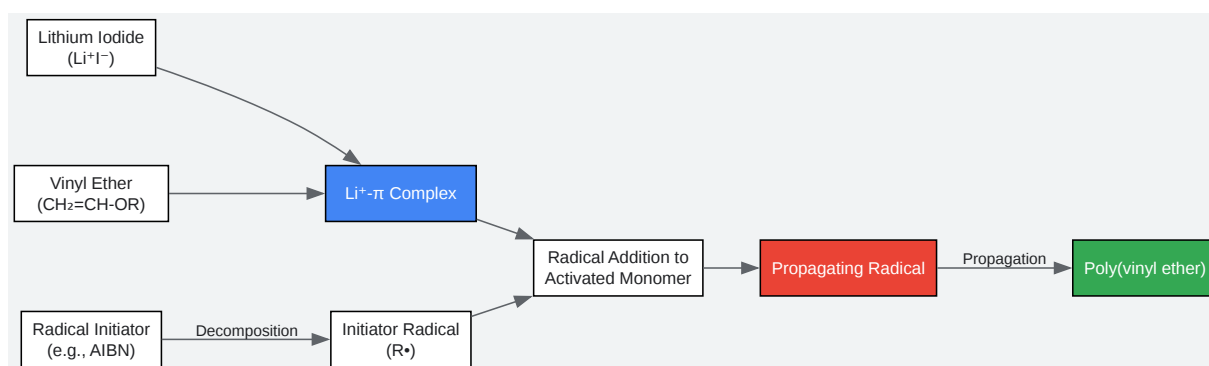 Lithium Iodide
(Li⁺I⁻)
Vinyl Ether
(CH₂=CH-OR)
Li⁺-π Complex
Radical Initiator
(e.g., AIBN)
Decomposition
Initiator Radical
(R•)
Radical Addition to
Activated Monomer
Propagating Radical
Propagation
Poly(vinyl ether)